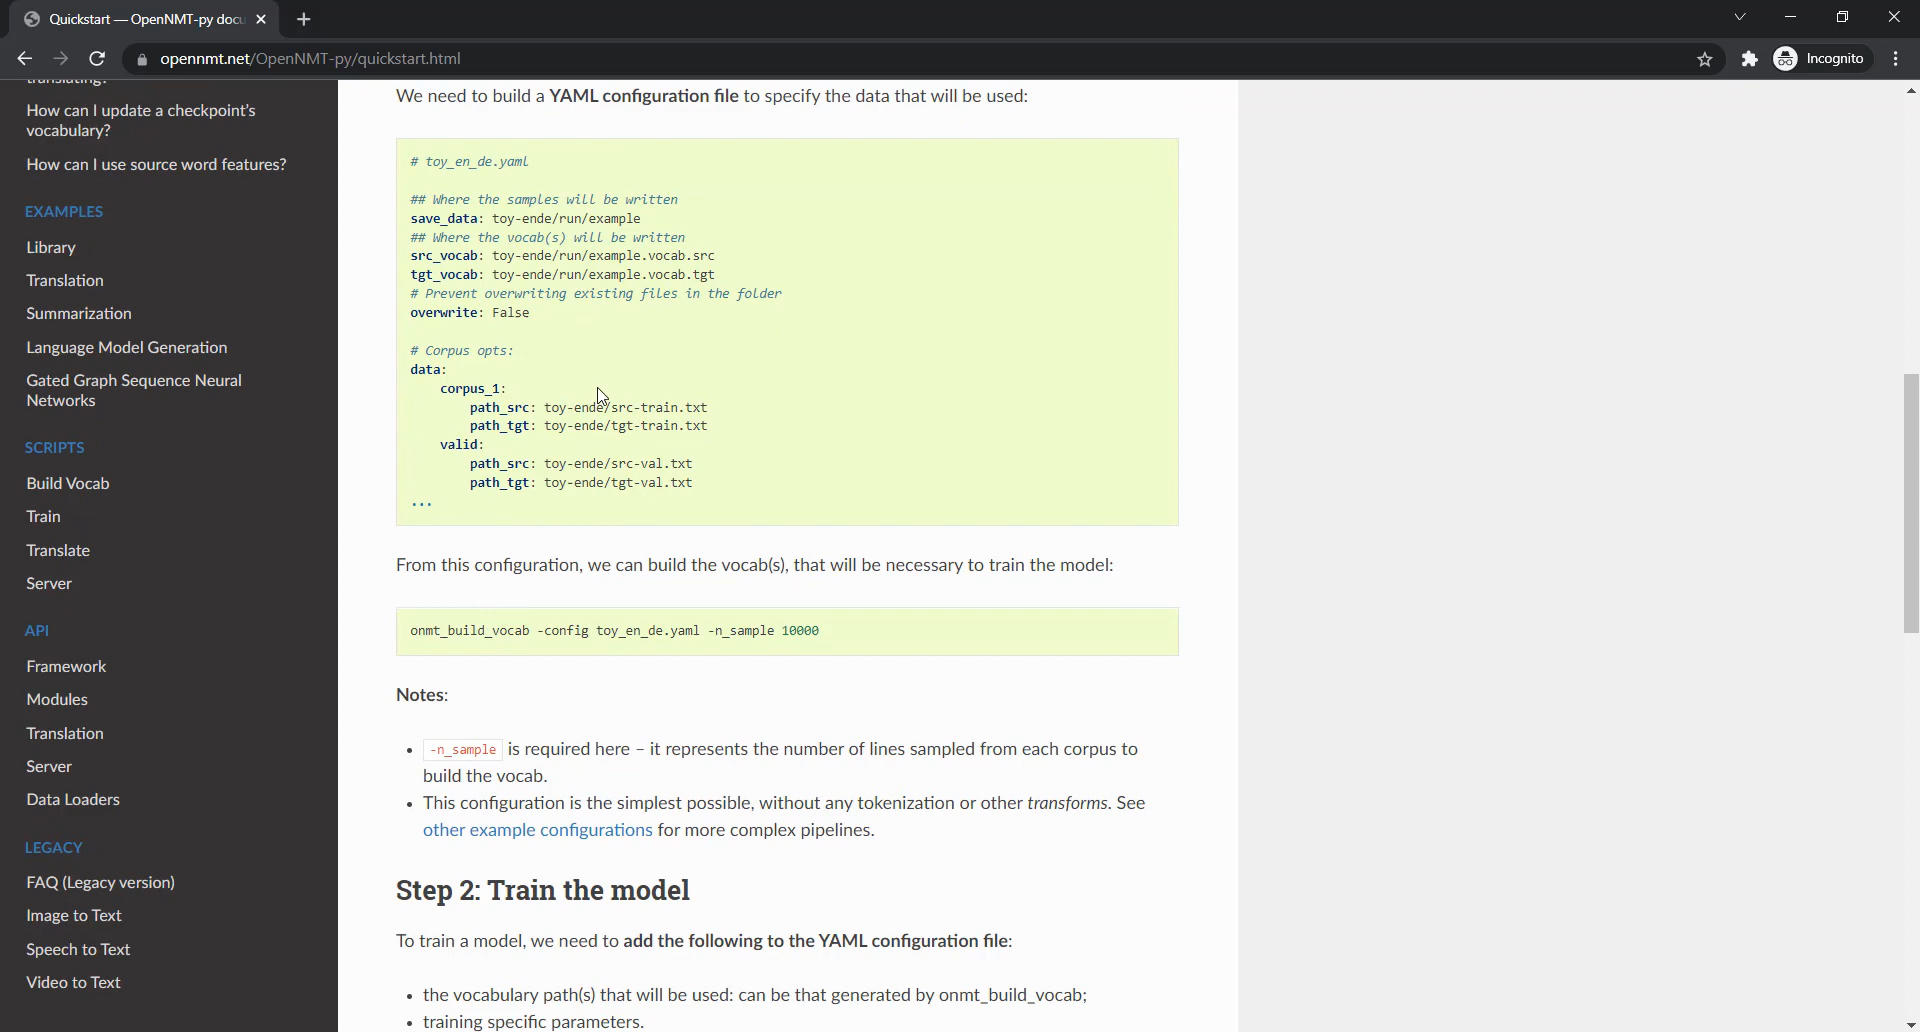 Quickstart — OpenNMT-py docu
opennmt.net/OpenNMT-py/quickstart.html
Incognito
translating?
How can I update a checkpoint's
vocabulary?
How can I use source word features?
EXAMPLES
Library
Translation
Summarization
Language Model Generation
Gated Graph Sequence Neural
Networks
SCRIPTS
Build Vocab
Train
Translate
Server
API
Framework
Modules
Translation
Server
Data Loaders
LEGACY
FAQ (Legacy version)
Image to Text
Speech to Text
Video to Text
We need to build a YAML configuration file to specify the data that will be used:
# toy_en_de.yaml
## Where the samples will be written
save_data: toy-ende/run/example
## Where the vocab(s) will be written
src_vocab: toy-ende/run/example.vocab.src
tgt_vocab: toy-ende/run/example.vocab.tgt
# Prevent overwriting existing files in the folder
overwrite: False
# Corpus opts:
data:
corpus_1:
path_src: toy-ende/src-train.txt
path_tgt: toy-ende/tgt-train.txt
valid:
path_src: toy-ende/src-val.txt
path_tgt: toy-ende/tgt-val.txt
...
From this configuration, we can build the vocab(s), that will be necessary to train the model:
onmt_build_vocab -config toy_en_de.yaml -n_sample 10000
Notes:
• -n_sample is required here – it represents the number of lines sampled from each corpus to
build the vocab.
• This configuration is the simplest possible, without any tokenization or other transforms. See
other example configurations for more complex pipelines.
Step 2: Train the model
To train a model, we need to add the following to the YAML configuration file:
• the vocabulary path(s) that will be used: can be that generated by onmt_build_vocab;
• training specific parameters.